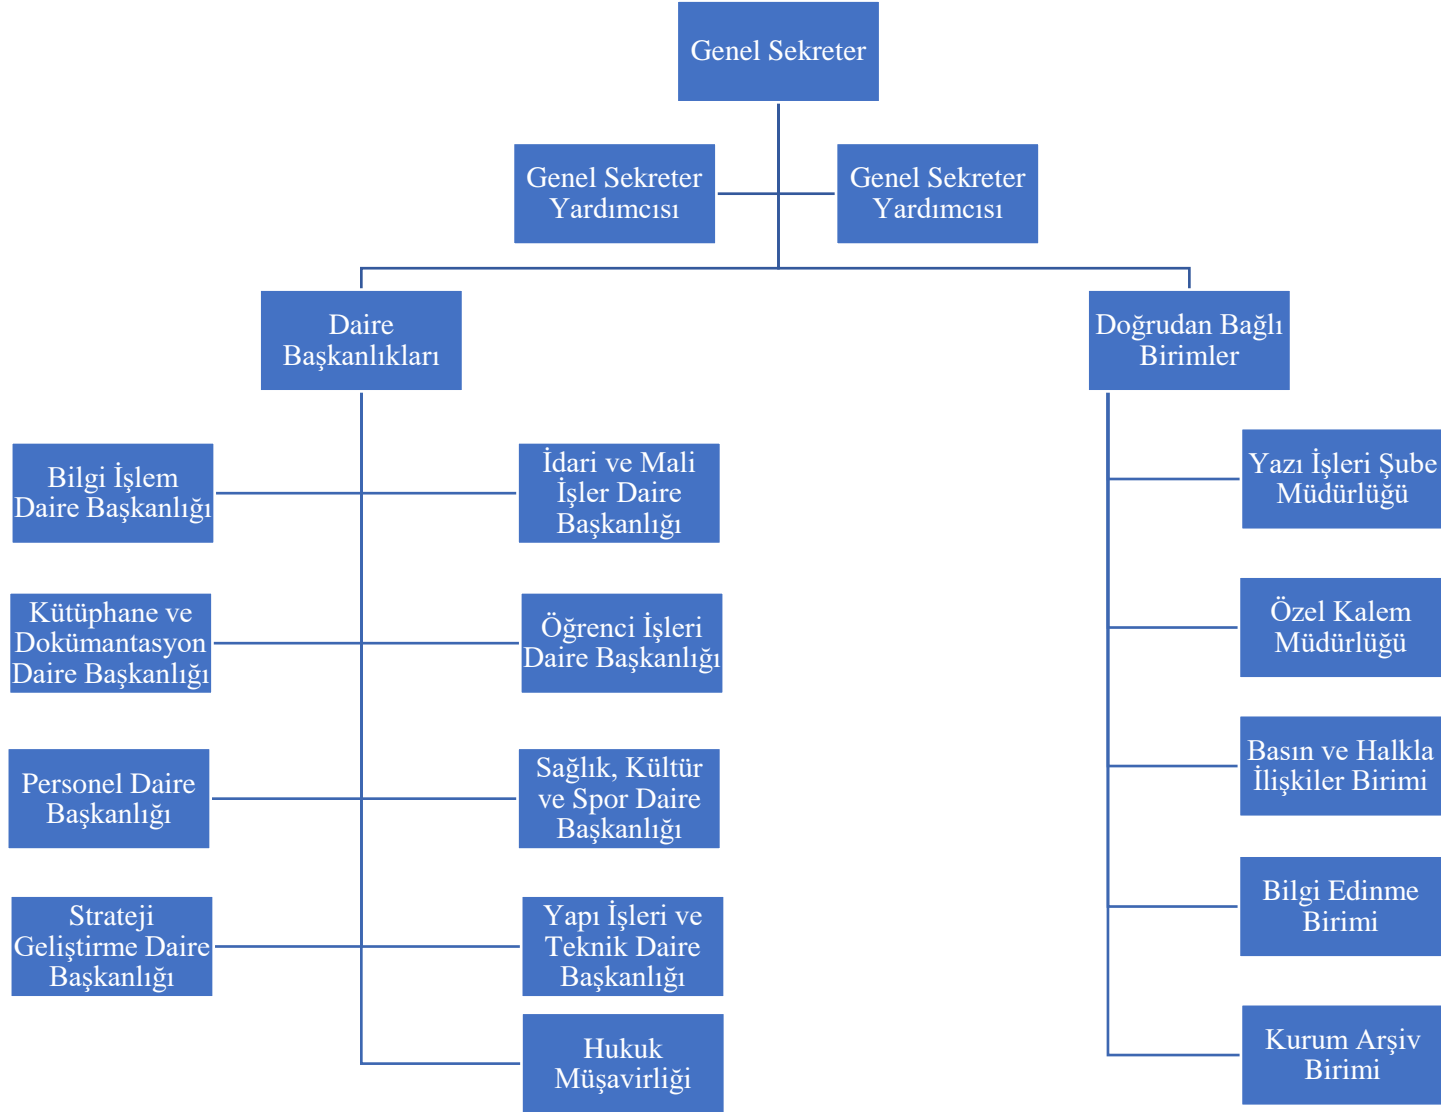 Genel Sekreter
Genel Sekreter
Yardımcısı
Genel Sekreter
Yardımcısı
Daire
Başkanlıkları
Doğrudan Bağlı
Birimler
Bilgi İşlem
Daire Başkanlığı
İdari ve Mali
İşler Daire
Başkanlığı
Kütüphane ve
Dokümantasyon
Daire Başkanlığı
Öğrenci İşleri
Daire Başkanlığı
Personel Daire
Başkanlığı
Sağlık, Kültür
ve Spor Daire
Başkanlığı
Strateji
Geliştirme Daire
Başkanlığı
Yapı İşleri ve
Teknik Daire
Başkanlığı
Hukuk
Müşavirliği
Yazı İşleri Şube
Müdürlüğü
Özel Kalem
Müdürlüğü
Basın ve Halkla
İlişkiler Birimi
Bilgi Edinme
Birimi
Kurum Arşiv
Birimi